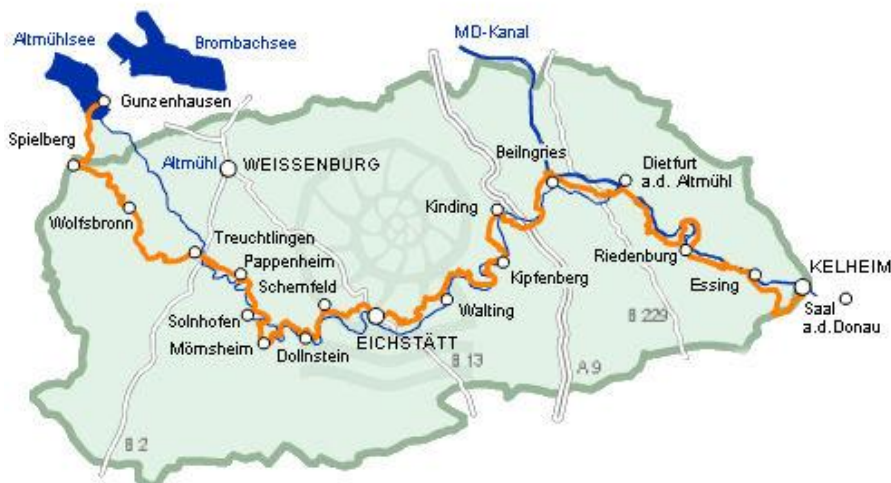 Altmühlsee
Brombachsee
MD-Kanal
Gunzenhausen
Spielberg
Altmühl
WEISSENBURG
Beilngries
Dietfurt
a.d. Altmühl
Wolfsbronn
Kinding
Treuchtlingen
Pappenheim
Schernfeld
Kipfenberg
Riedenburg
KELHEIM
Essing
Saal
a.d.Donau
Solnhofen
Walting
Mörnsheim
Dollnstein
EICHSTÄTT
B 229
B 13
A 9
B 2